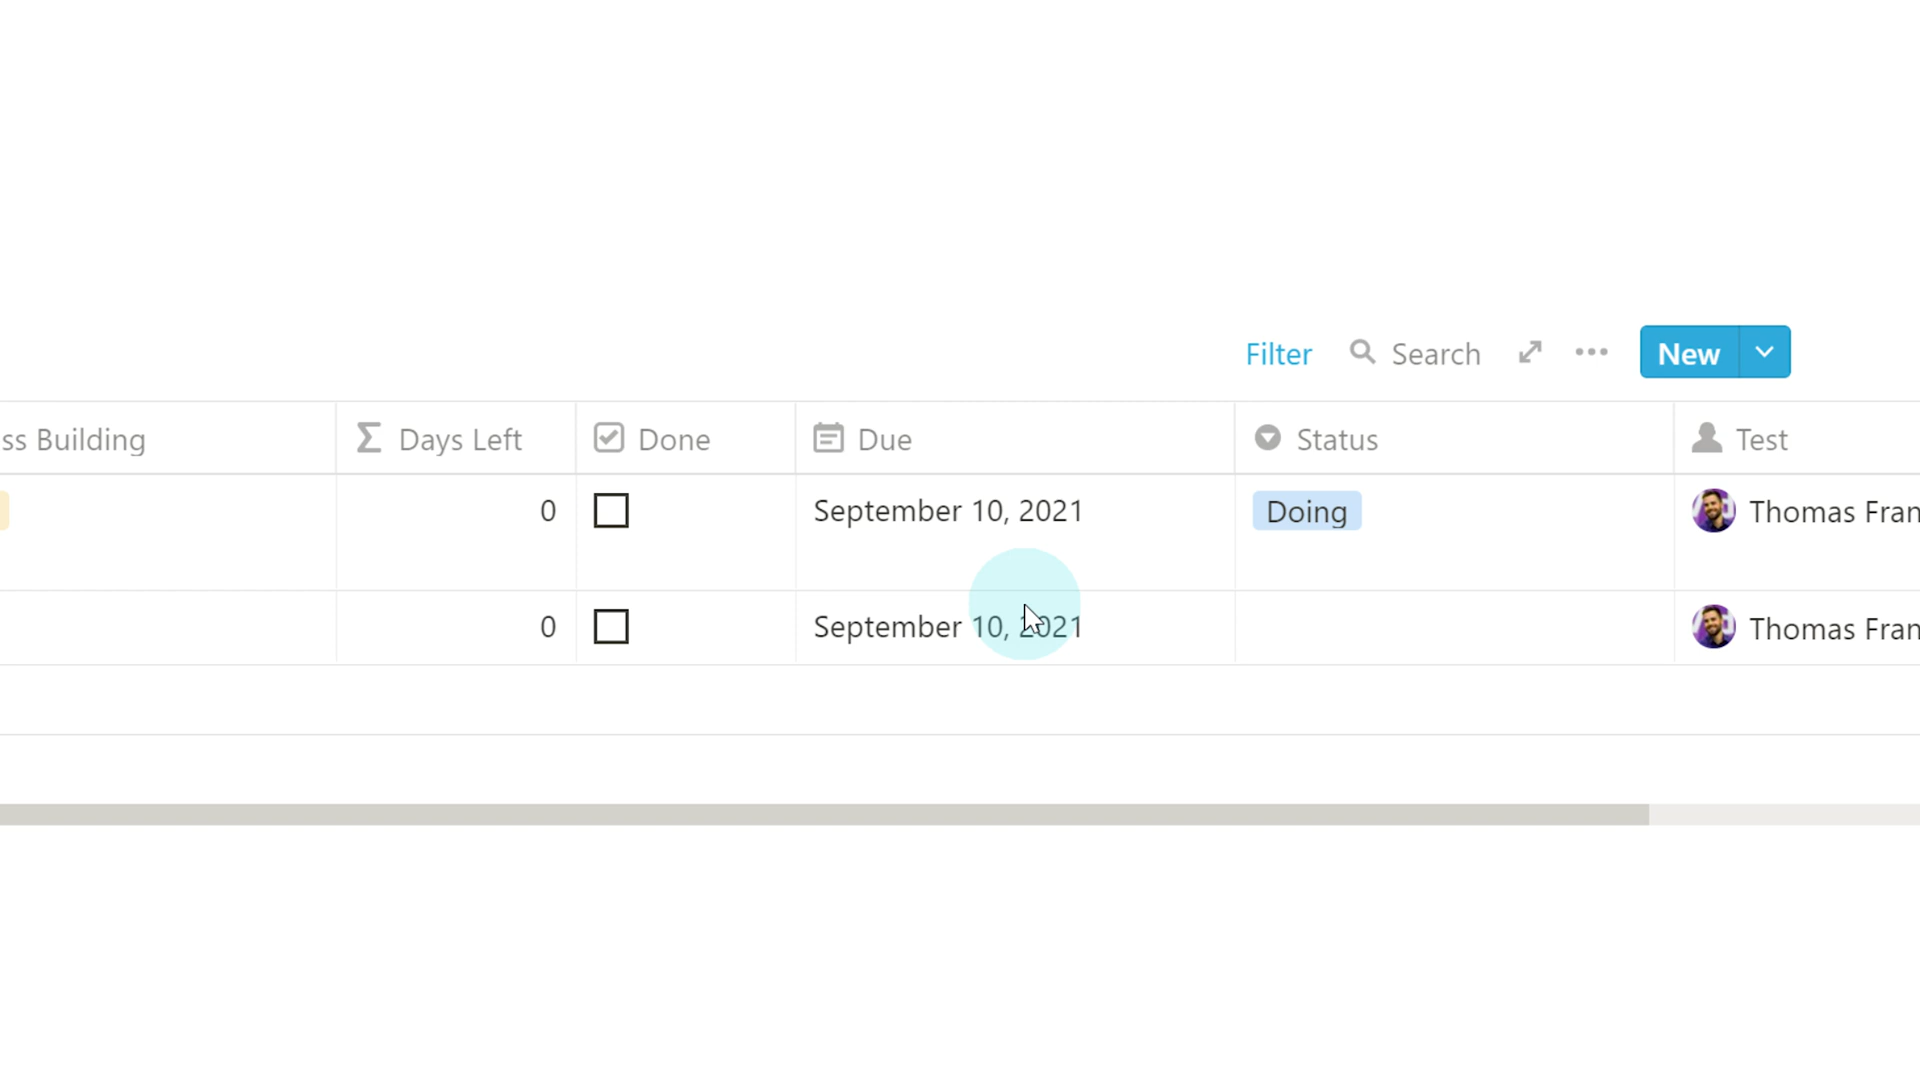 Filter Search New
ss Building Days Left Done Due Status Test
0 September 10, 2021 Doing Thomas Fran
0 September 10, 2021 Thomas Fran